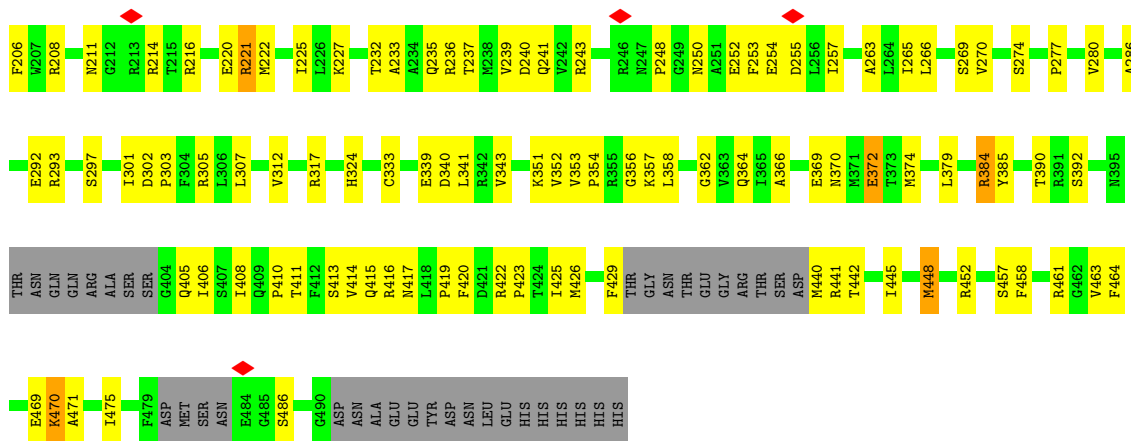 F206 W207 R208 N211 G212 R213 R214 T215 R216 E220 R221 M222 I225 L226 K227 T232 A233 A234 Q235 R236 T237 M238 V239 D240 Q241 V242 R243 R246 N247 P248 G249 N250 A251 E252 F253 E254 D255 L256 I257 A263 L264 I265 L266 S269 V270 S274 P277 V280 A286
E292 R293 S297 I301 D302 P303 F304 R305 L306 L307 V312 R317 H324 C333 E339 D340 L341 R342 V343 K351 V352 V353 P354 R355 G356 K357 L358 G362 V363 Q364 I365 A366 E369 N370 M371 E372 T373 M374 L379 R384 Y385 T390 R391 S392 N395
THR ASN GLN GLN ARG ALA SER SER G404 Q405 I406 S407 I408 Q409 P410 T411 F412 S413 V414 Q415 R416 N417 L418 P419 F420 D421 R422 P423 T424 I425 M426 F429 THR GLY ASN THR GLU GLY ARG THR SER ASP M440 R441 T442 I445 M448 R452 S457 F458 R461 G462 V463 F464
E469 K470 A471 I475 F479 ASP MET SER ASN E484 G485 S486 G490 ASP ASN ALA GLU GLU TYR ASP ASN LEU GLU HIS HIS HIS HIS HIS HIS